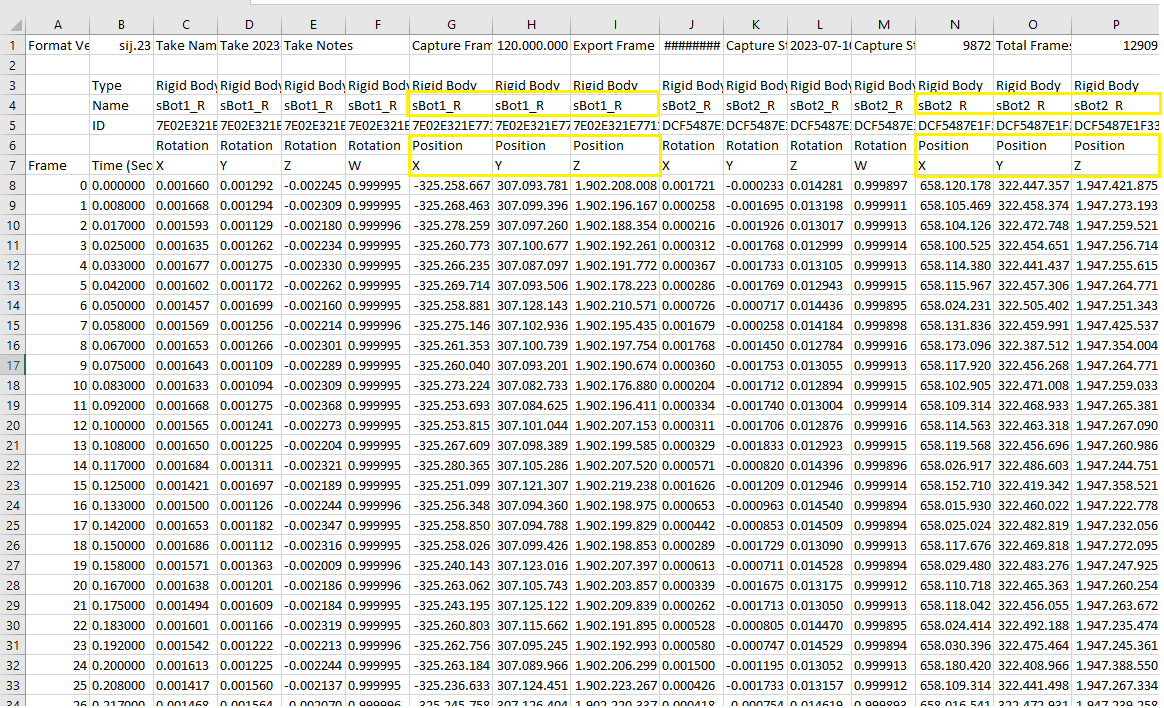 A B C D E F G H I J K L M N O P
1 Format Ve sij.23 Take Nam Take 2023 Take Notes Capture Fram 120.000.000 Export Frame ######## Capture St 2023-07-10 Capture St 9872 Total Frames 12909
2
3 Type Rigid Body Rigid Body Rigid Body Rigid Body Rigid Body Rigid Body Rigid Body Rigid Body Rigid Body Rigid Body Rigid Body Rigid Body Rigid Body Rigid Body
4 Name sBot1_R sBot1_R sBot1_R sBot1_R sBot1_R sBot1_R sBot1_R sBot2_R sBot2_R sBot2_R sBot2_R sBot2_R sBot2_R sBot2_R
5 ID 7E02E321E 7E02E321E 7E02E321E 7E02E321E 7E02E321E77 7E02E321E77 7E02E321E771 DCF5487E1 DCF5487E1 DCF5487E1 DCF5487E1 DCF5487E1F3 DCF5487E1F3 DCF5487E1F33
6 Rotation Rotation Rotation Rotation Position Position Position Rotation Rotation Rotation Rotation Position Position Position
7 Frame Time (Sec X Y Z W X Y Z X Y Z W X Y Z
8 0 0.000000 0.001660 0.001292 -0.002245 0.999995 -325.258.667 307.093.781 1.902.208.008 0.001721 -0.000233 0.014281 0.999897 658.120.178 322.447.357 1.947.421.875
9 1 0.008000 0.001668 0.001294 -0.002309 0.999995 -325.268.463 307.099.396 1.902.196.167 0.000258 -0.001695 0.013198 0.999911 658.105.469 322.458.374 1.947.273.193
10 2 0.017000 0.001593 0.001129 -0.002180 0.999996 -325.278.259 307.097.260 1.902.188.354 0.000216 -0.001926 0.013017 0.999913 658.104.126 322.472.748 1.947.259.521
11 3 0.025000 0.001635 0.001262 -0.002234 0.999995 -325.260.773 307.100.677 1.902.192.261 0.000312 -0.001768 0.012999 0.999914 658.100.525 322.454.651 1.947.256.714
12 4 0.033000 0.001677 0.001275 -0.002330 0.999995 -325.266.235 307.087.097 1.902.191.772 0.000367 -0.001733 0.013105 0.999913 658.114.380 322.441.437 1.947.255.615
13 5 0.042000 0.001602 0.001172 -0.002262 0.999995 -325.269.714 307.093.506 1.902.178.223 0.000286 -0.001769 0.012943 0.999915 658.115.967 322.457.306 1.947.264.771
14 6 0.050000 0.001457 0.001699 -0.002160 0.999995 -325.258.881 307.128.143 1.902.210.571 0.000726 -0.000717 0.014436 0.999895 658.024.231 322.505.402 1.947.251.343
15 7 0.058000 0.001569 0.001256 -0.002214 0.999996 -325.275.146 307.102.936 1.902.195.435 0.001679 -0.000258 0.014184 0.999898 658.131.836 322.459.991 1.947.425.537
16 8 0.067000 0.001653 0.001266 -0.002301 0.999995 -325.261.353 307.100.739 1.902.197.754 0.001768 -0.001450 0.012784 0.999916 658.173.096 322.387.512 1.947.354.004
17 9 0.075000 0.001643 0.001109 -0.002289 0.999995 -325.260.040 307.093.201 1.902.190.674 0.000360 -0.001753 0.013055 0.999913 658.117.920 322.456.268 1.947.264.771
18 10 0.083000 0.001633 0.001094 -0.002309 0.999995 -325.273.224 307.082.733 1.902.176.880 0.000204 -0.001712 0.012894 0.999915 658.102.905 322.471.008 1.947.259.033
19 11 0.092000 0.001668 0.001275 -0.002368 0.999995 -325.253.693 307.084.625 1.902.196.411 0.000334 -0.001740 0.013004 0.999914 658.109.314 322.468.933 1.947.265.381
20 12 0.100000 0.001565 0.001241 -0.002273 0.999995 -325.253.815 307.101.044 1.902.207.153 0.000311 -0.001706 0.012876 0.999916 658.114.563 322.463.318 1.947.267.090
21 13 0.108000 0.001650 0.001225 -0.002204 0.999995 -325.267.609 307.098.389 1.902.199.585 0.000329 -0.001833 0.012923 0.999915 658.119.568 322.456.696 1.947.260.986
22 14 0.117000 0.001684 0.001311 -0.002321 0.999995 -325.280.365 307.105.286 1.902.207.520 0.000571 -0.000820 0.014396 0.999896 658.026.917 322.486.603 1.947.244.751
23 15 0.125000 0.001421 0.001697 -0.002189 0.999995 -325.251.099 307.121.307 1.902.219.238 0.001626 -0.001209 0.012946 0.999914 658.152.710 322.419.342 1.947.358.521
24 16 0.133000 0.001500 0.001126 -0.002244 0.999996 -325.256.348 307.094.360 1.902.198.975 0.000653 -0.000963 0.014540 0.999894 658.015.930 322.460.022 1.947.222.778
25 17 0.142000 0.001653 0.001182 -0.002347 0.999995 -325.258.850 307.094.788 1.902.199.829 0.000442 -0.000853 0.014509 0.999894 658.025.024 322.482.819 1.947.232.056
26 18 0.150000 0.001686 0.001112 -0.002316 0.999995 -325.258.026 307.099.426 1.902.198.853 0.000289 -0.001729 0.013090 0.999913 658.117.676 322.469.818 1.947.272.095
27 19 0.158000 0.001571 0.001363 -0.002009 0.999996 -325.240.143 307.123.016 1.902.207.397 0.000613 -0.000711 0.014528 0.999894 658.029.480 322.483.276 1.947.247.925
28 20 0.167000 0.001638 0.001201 -0.002186 0.999996 -325.263.062 307.105.743 1.902.203.857 0.000339 -0.001675 0.013175 0.999912 658.110.718 322.465.363 1.947.260.254
29 21 0.175000 0.001494 0.001609 -0.002184 0.999995 -325.243.195 307.125.122 1.902.209.839 0.000262 -0.001713 0.013050 0.999913 658.118.042 322.456.055 1.947.263.672
30 22 0.183000 0.001601 0.001166 -0.002319 0.999995 -325.260.803 307.115.662 1.902.191.895 0.000528 -0.000805 0.014470 0.999895 658.024.414 322.492.188 1.947.235.474
31 23 0.192000 0.001542 0.001222 -0.002213 0.999996 -325.262.756 307.095.245 1.902.192.993 0.000580 -0.000747 0.014529 0.999894 658.030.396 322.475.464 1.947.245.361
32 24 0.200000 0.001613 0.001225 -0.002244 0.999995 -325.263.184 307.089.966 1.902.206.299 0.001500 -0.001195 0.013052 0.999913 658.180.420 322.408.966 1.947.388.550
33 25 0.208000 0.001417 0.001560 -0.002137 0.999995 -325.236.633 307.124.451 1.902.223.267 0.000426 -0.001733 0.013157 0.999912 658.109.314 322.441.498 1.947.267.334